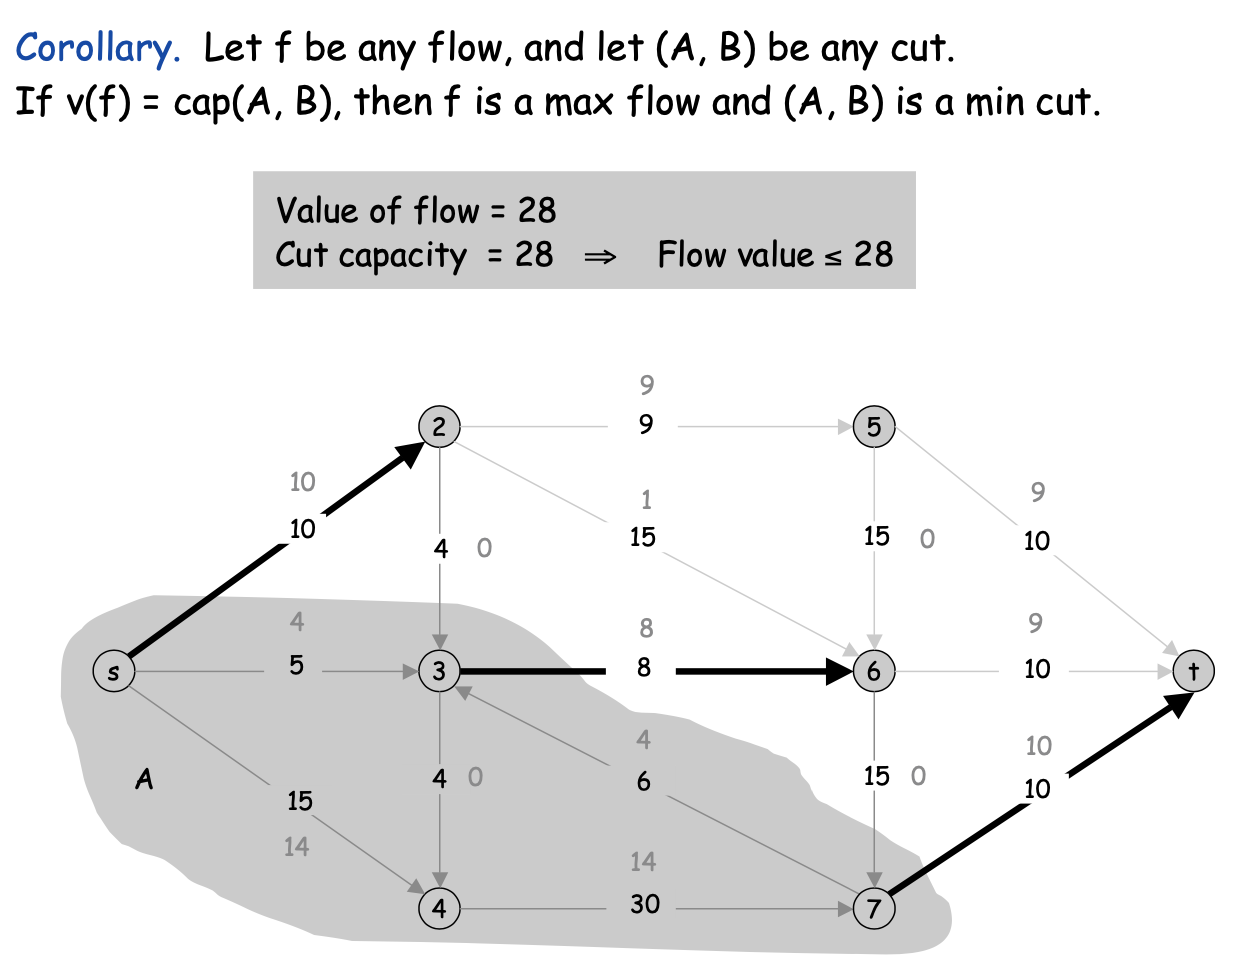 Corollary. Let f be any flow, and let (A, B) be any cut.
If v(f) = cap(A, B), then f is a max flow and (A, B) is a min cut.
Value of flow = 28
Cut capacity = 28 ⇒ Flow value ≤ 28
9
2 9 5
10 1 9
10 15 15 0 10
4 0
4 8 9
s 5 3 8 6 10 t
4 10
A 4 0 6 15 0 10
15
14 14
4 30 7